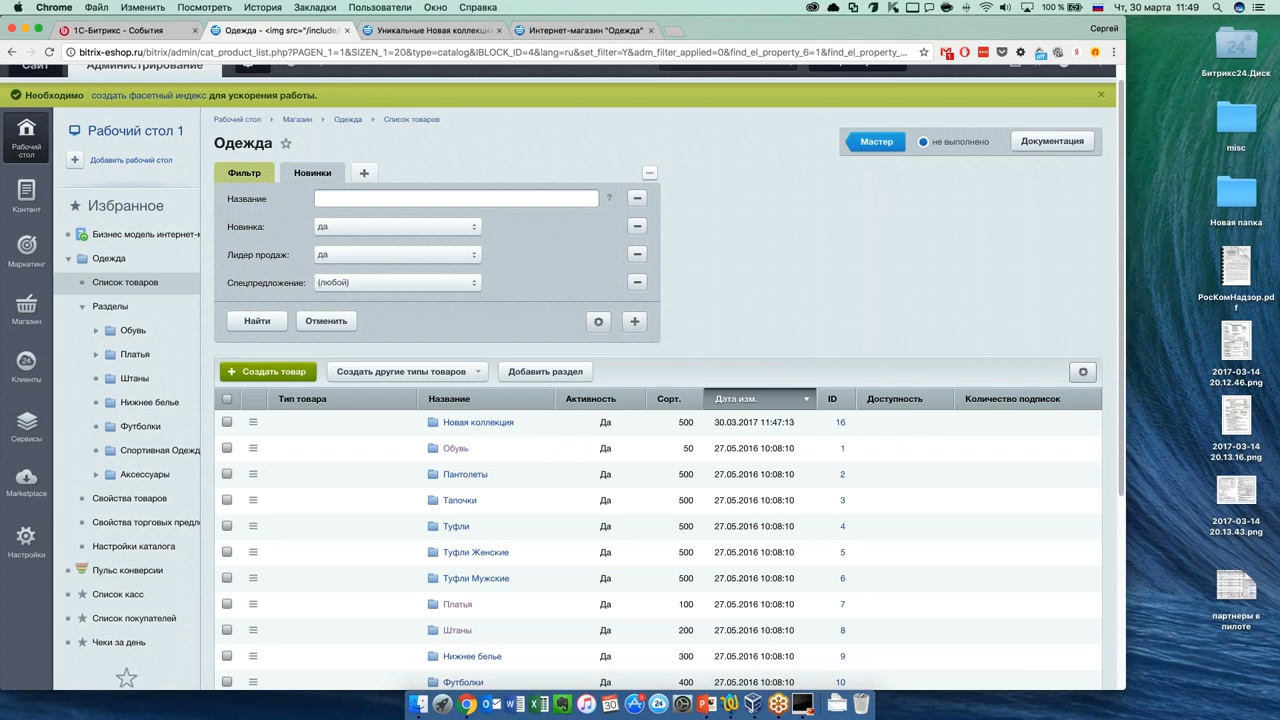 Chrome Файл Изменить Посмотреть История Закладки Пользователи Окно Справка
100 % Чт, 30 марта 11:49
1С-Битрикс - События
Одежда - <img src="/include/
Уникальные Новая коллекци
Интернет-магазин "Одежда"
Сергей
bitrix-eshop.ru/bitrix/admin/cat_product_list.php?PAGEN_1=1&SIZEN_1=20&type=catalog&IBLOCK_ID=4&lang=ru&set_filter=Y&adm_filter_applied=0&find_el_property_6=1&find_el_property_...
Сайт Администрирование
Необходимо создать фасетный индекс для ускорения работы.
Рабочий стол
Контент
Маркетинг
Магазин
24
Клиенты
Сервисы
Marketplace
Настройки
Рабочий стол 1
Добавить рабочий стол
Избранное
Бизнес модель интернет-м
Одежда
Список товаров
Разделы
Обувь
Платья
Штаны
Нижнее белье
Футболки
Спортивная Одежд
Аксессуары
Свойства товаров
Свойства торговых предл
Настройки каталога
Пульс конверсии
Список касс
Список покупателей
Чеки за день
Рабочий стол Магазин Одежда Список товаров
Одежда
Мастер не выполнено Документация
Фильтр Новинки
Название ?
Новинка: да
Лидер продаж: да
Спецпредложение: (любой)
Найти Отменить
Создать товар Создать другие типы товаров Добавить раздел
Тип товара Название Активность Сорт. Дата изм. ID Доступность Количество подписок
Новая коллекция Да 500 30.03.2017 11:47:13 16
Обувь Да 50 27.05.2016 10:08:10 1
Пантолеты Да 500 27.05.2016 10:08:10 2
Тапочки Да 500 27.05.2016 10:08:10 3
Туфли Да 500 27.05.2016 10:08:10 4
Туфли Женские Да 500 27.05.2016 10:08:10 5
Туфли Мужские Да 500 27.05.2016 10:08:10 6
Платья Да 100 27.05.2016 10:08:10 7
Штаны Да 200 27.05.2016 10:08:10 8
Нижнее белье Да 300 27.05.2016 10:08:10 9
Футболки Да 400 27.05.2016 10:08:10 10
24
Битрикс24.Диск
misc
Новая папка
РосКомНадзор.pd
f
2017-03-14
20.12.46.png
2017-03-14
20.13.16.png
2017-03-14
20.13.43.png
партнеры в
пилоте